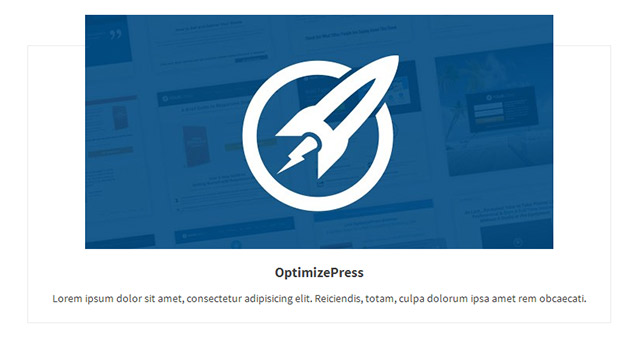 OptimizePress
Lorem ipsum dolor sit amet, consectetur adipisicing elit. Reiciendis, totam, culpa dolorum ipsa amet rem obcaecati.